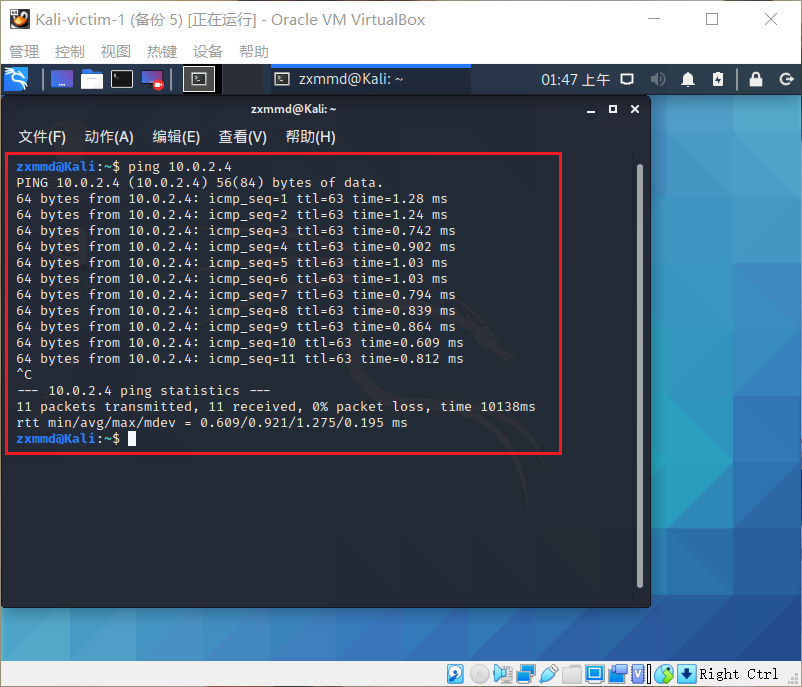 Kali-victim-1 (备份 5) [正在运行] - Oracle VM VirtualBox
管理 控制 视图 热键 设备 帮助
zxmmd@Kali: ~ 01:47 上午
zxmmd@Kali: ~
文件(F) 动作(A) 编辑(E) 查看(V) 帮助(H)
zxmmd@Kali:~$ ping 10.0.2.4
PING 10.0.2.4 (10.0.2.4) 56(84) bytes of data.
64 bytes from 10.0.2.4: icmp_seq=1 ttl=63 time=1.28 ms
64 bytes from 10.0.2.4: icmp_seq=2 ttl=63 time=1.24 ms
64 bytes from 10.0.2.4: icmp_seq=3 ttl=63 time=0.742 ms
64 bytes from 10.0.2.4: icmp_seq=4 ttl=63 time=0.902 ms
64 bytes from 10.0.2.4: icmp_seq=5 ttl=63 time=1.03 ms
64 bytes from 10.0.2.4: icmp_seq=6 ttl=63 time=1.03 ms
64 bytes from 10.0.2.4: icmp_seq=7 ttl=63 time=0.794 ms
64 bytes from 10.0.2.4: icmp_seq=8 ttl=63 time=0.839 ms
64 bytes from 10.0.2.4: icmp_seq=9 ttl=63 time=0.864 ms
64 bytes from 10.0.2.4: icmp_seq=10 ttl=63 time=0.609 ms
64 bytes from 10.0.2.4: icmp_seq=11 ttl=63 time=0.812 ms
^C
--- 10.0.2.4 ping statistics ---
11 packets transmitted, 11 received, 0% packet loss, time 10138ms
rtt min/avg/max/mdev = 0.609/0.921/1.275/0.195 ms
zxmmd@Kali:~$
Right Ctrl